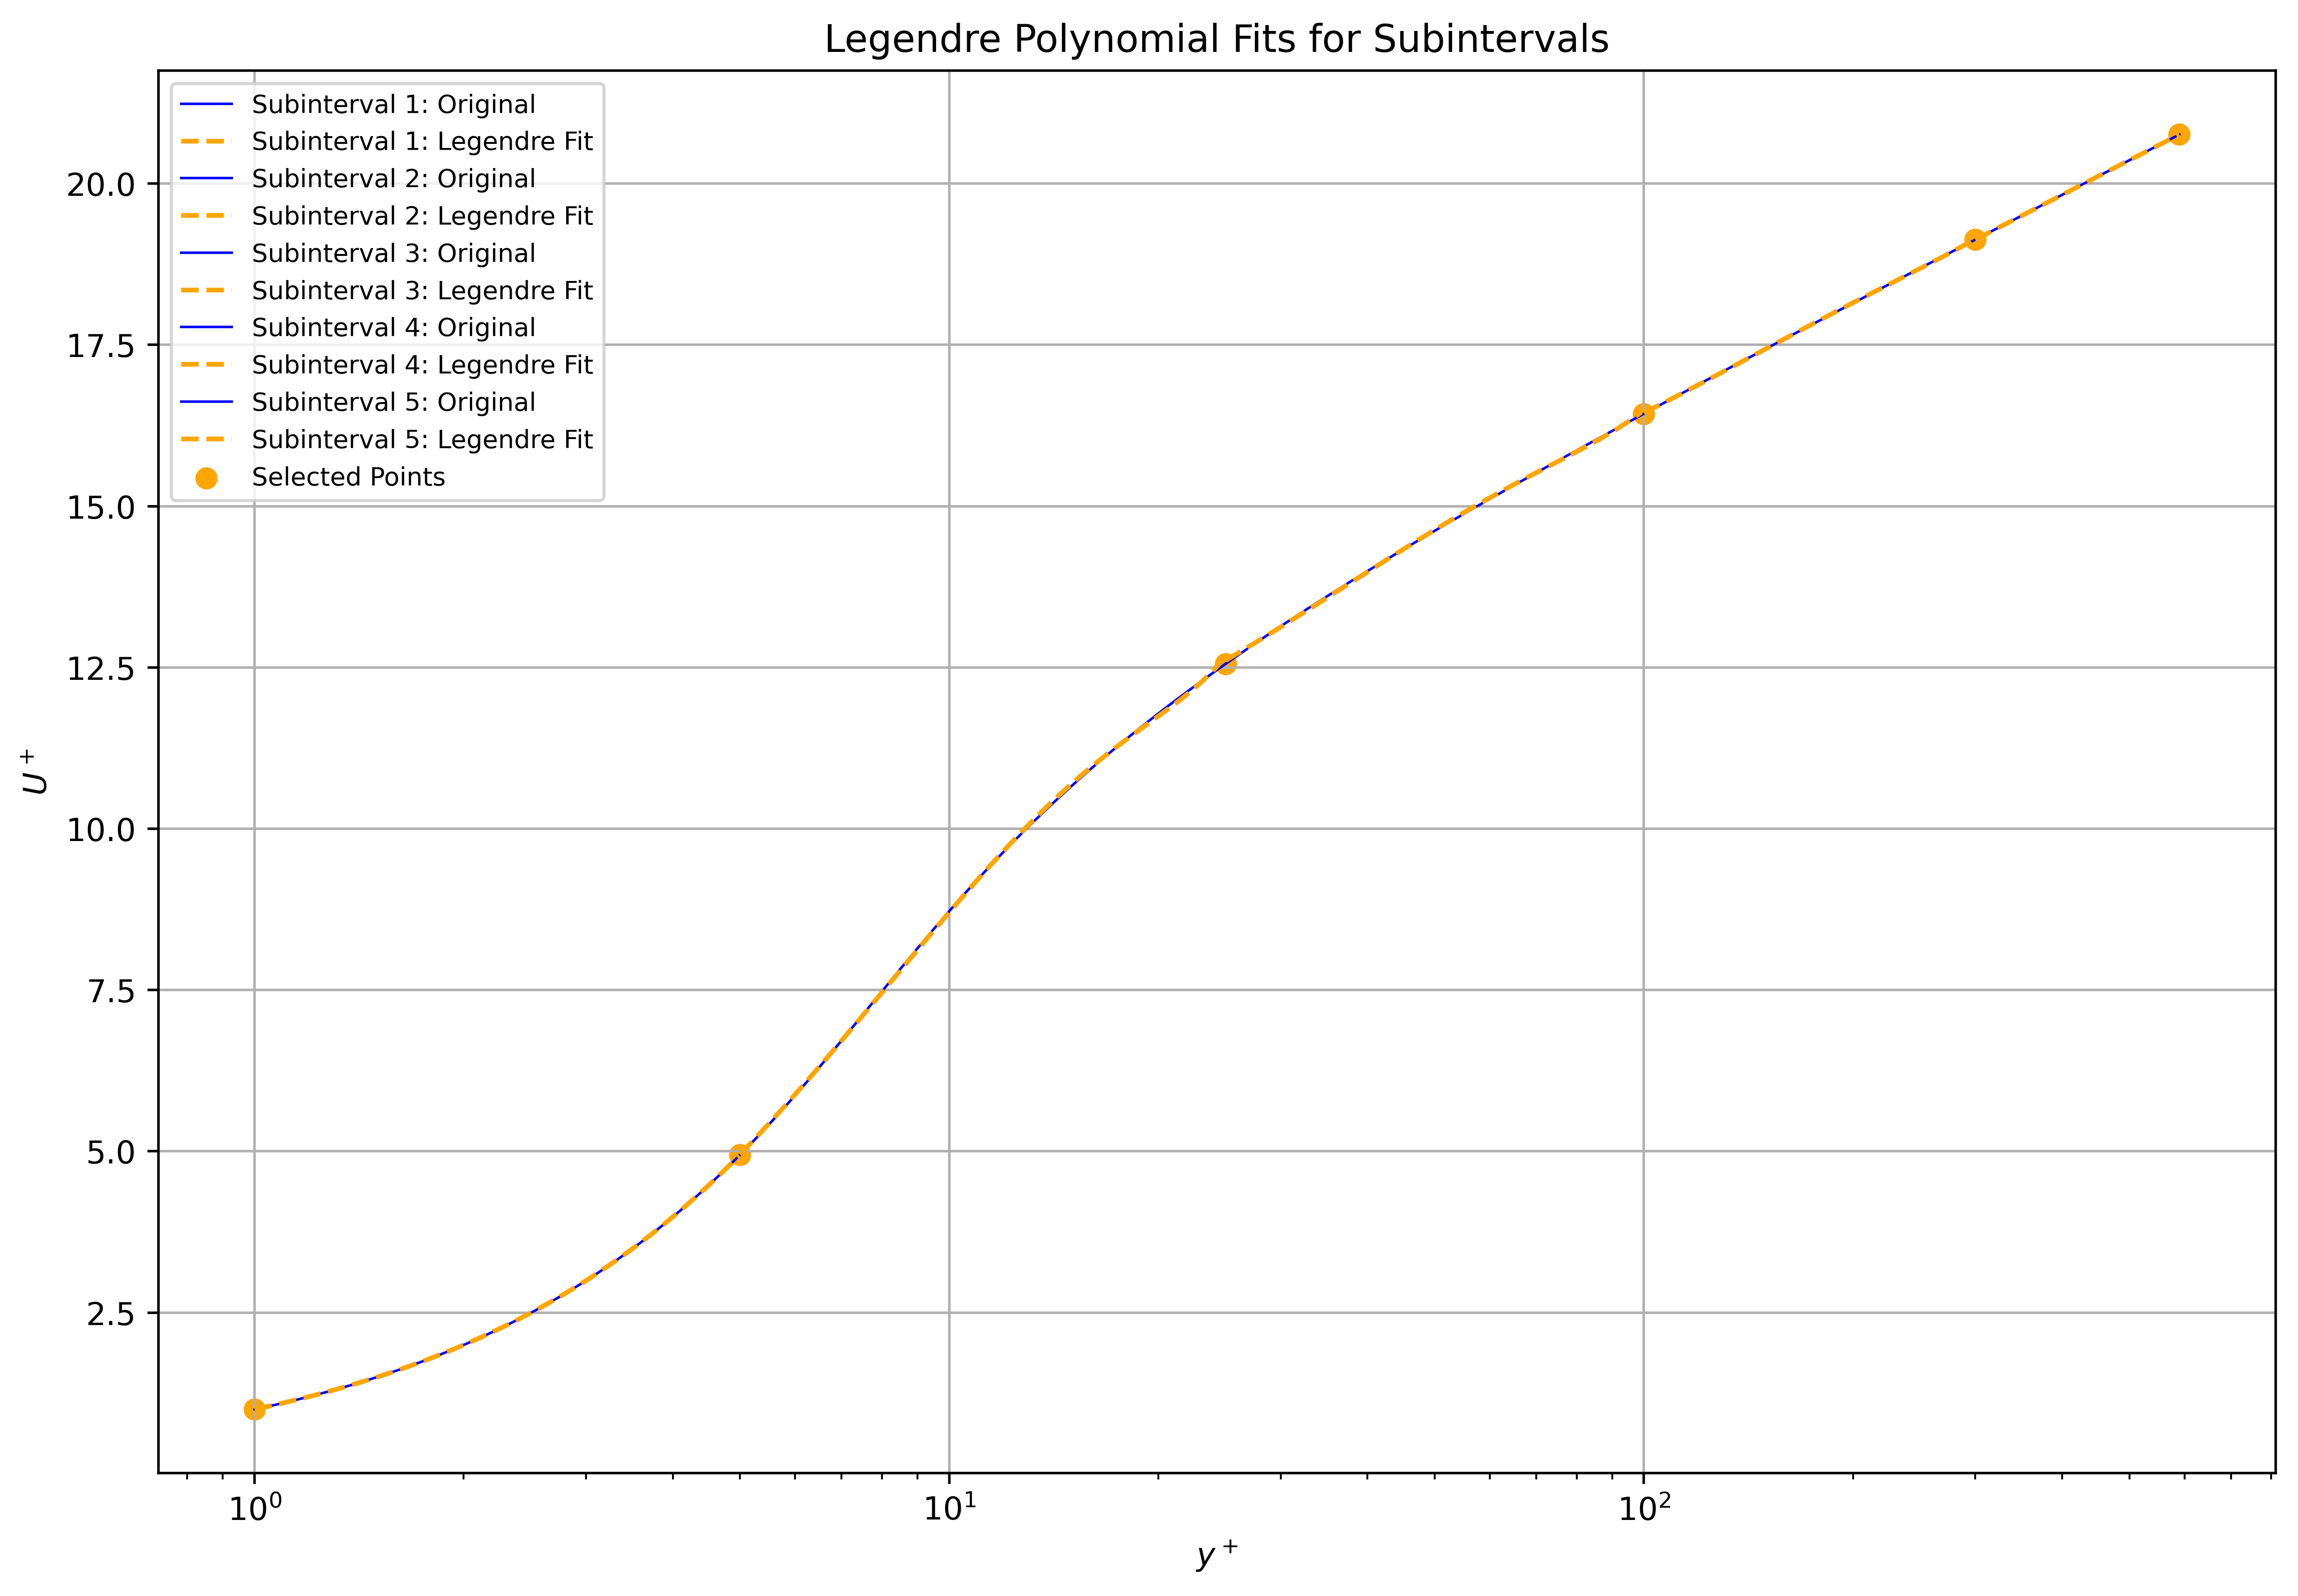 Legendre Polynomial Fits for Subintervals
Subinterval 1: Original
Subinterval 1: Legendre Fit
Subinterval 2: Original
Subinterval 2: Legendre Fit
Subinterval 3: Original
Subinterval 3: Legendre Fit
Subinterval 4: Original
Subinterval 4: Legendre Fit
Subinterval 5: Original
Subinterval 5: Legendre Fit
Selected Points
20.0
17.5
15.0
12.5
10.0
7.5
5.0
2.5
U⁺
10⁰ 10¹ 10²
y⁺